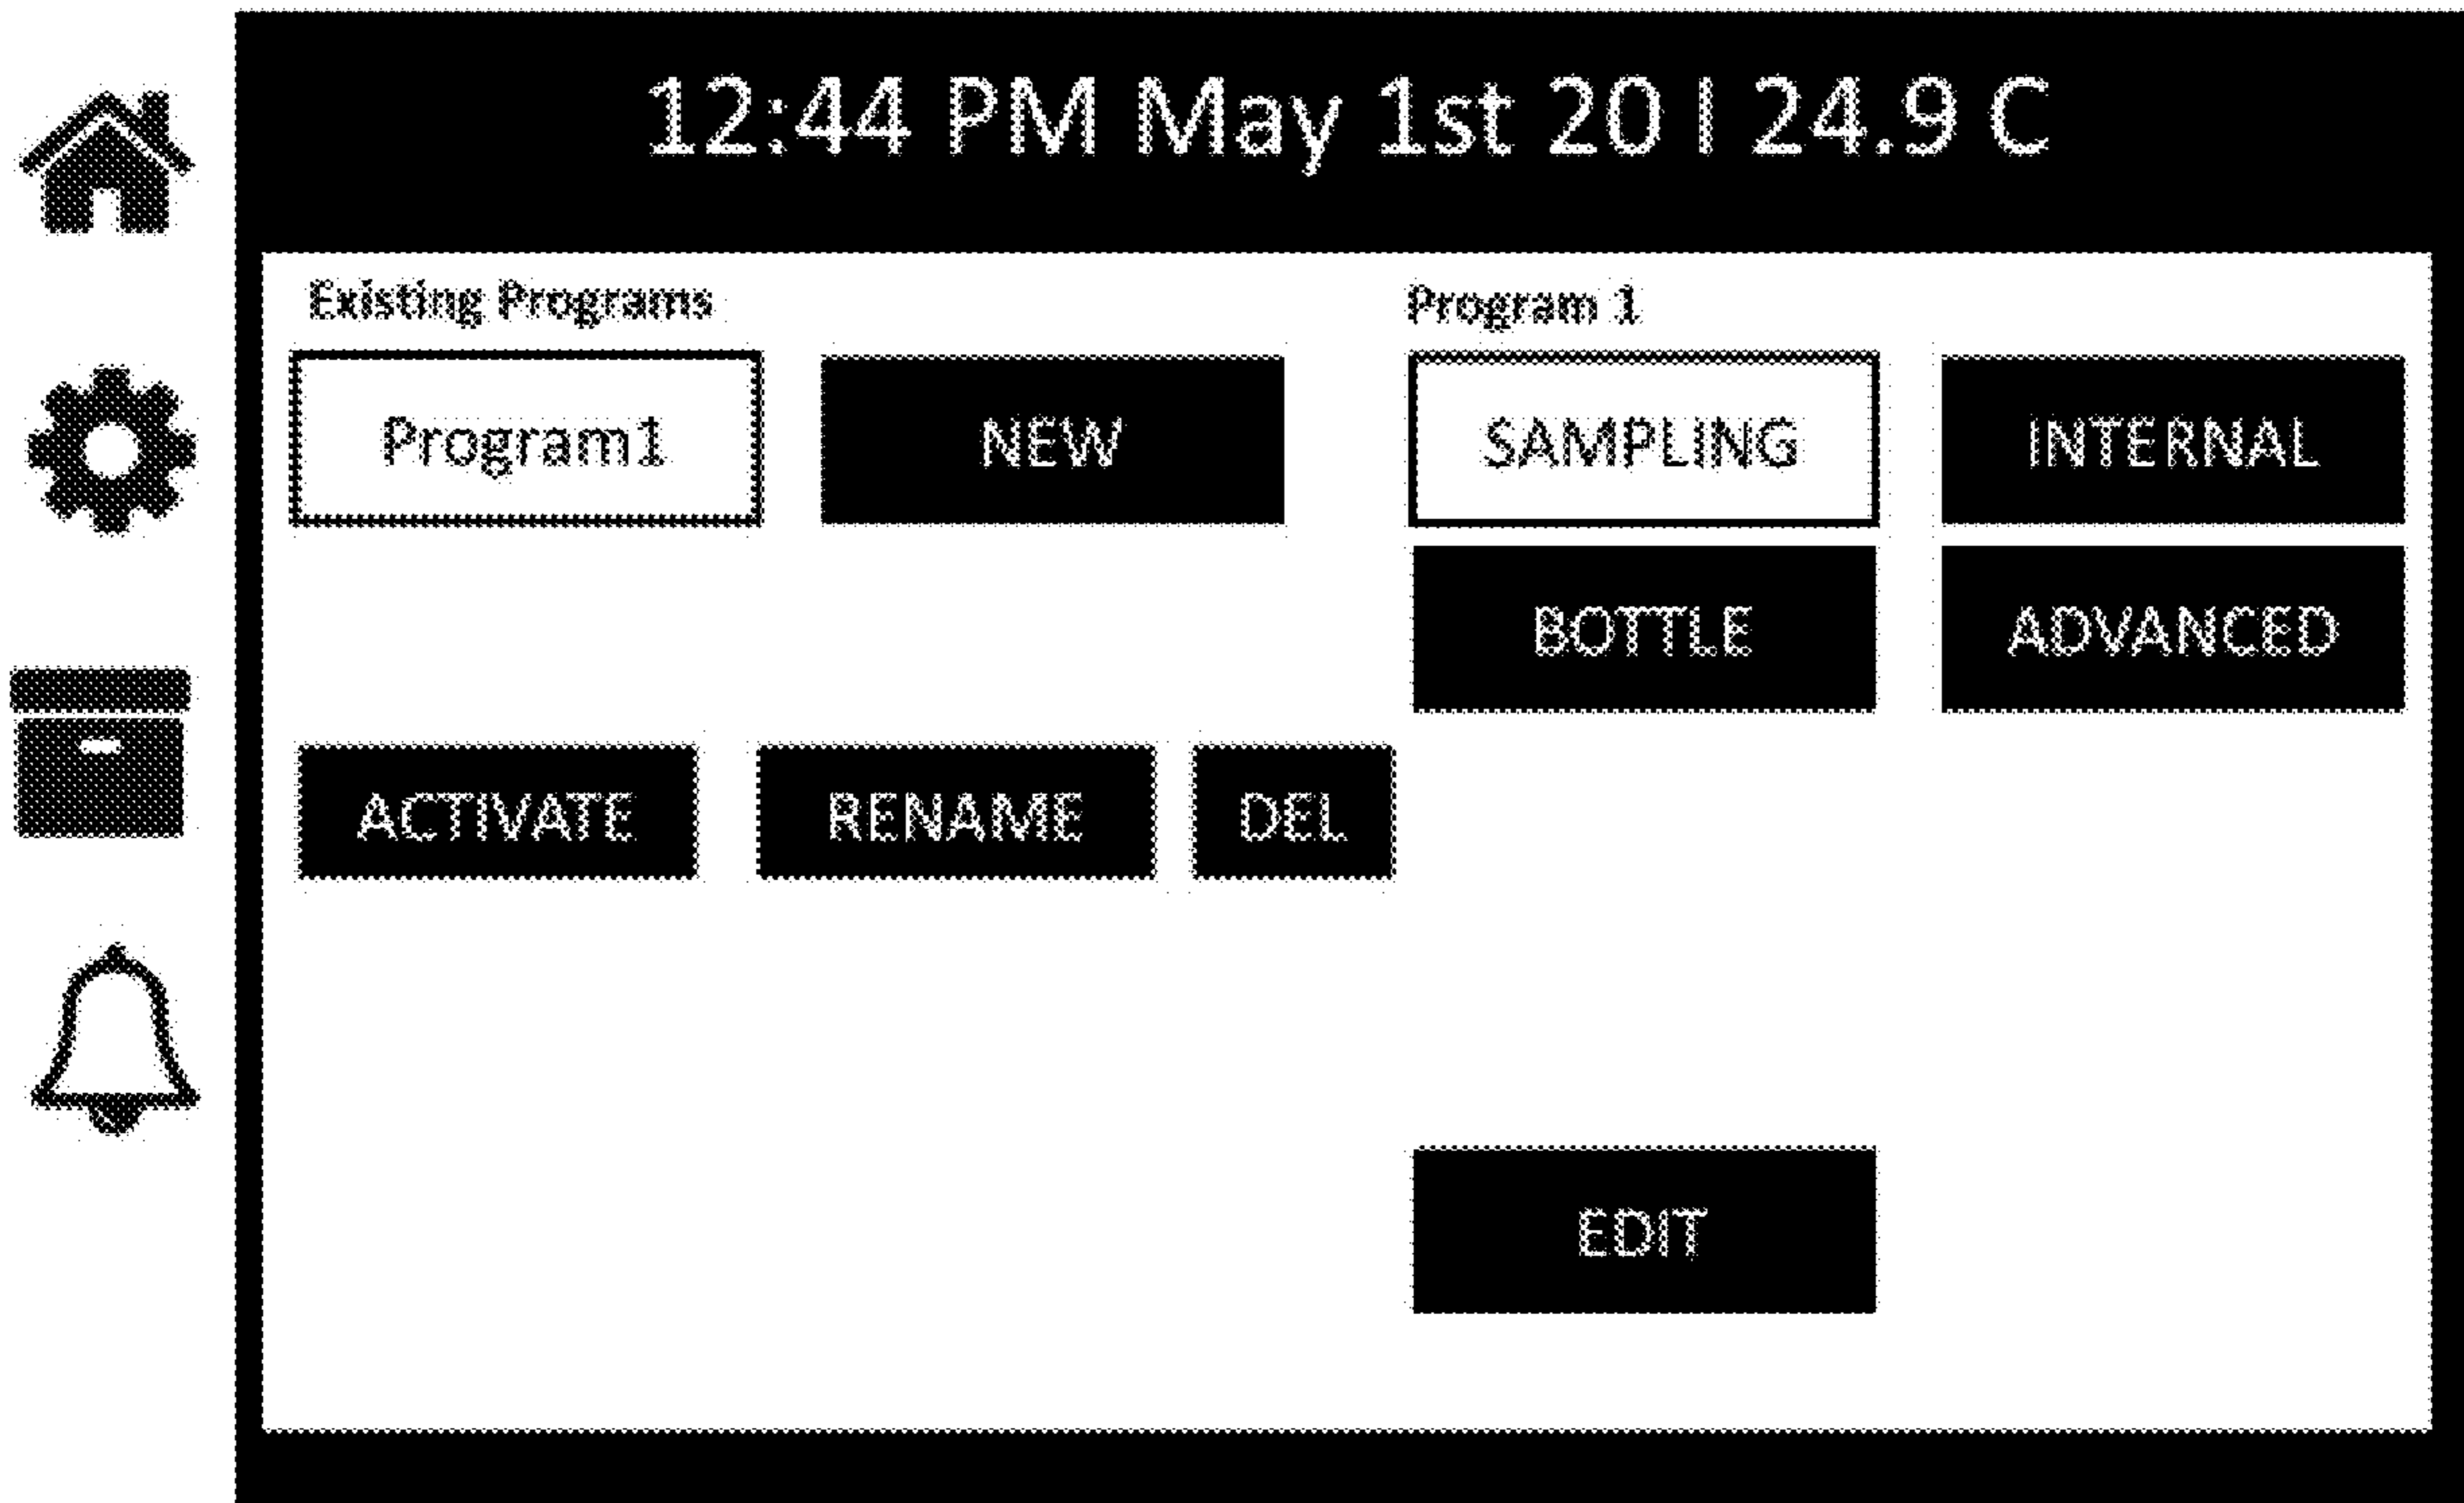 12:44 PM May 1st 20 I 24.9 C
Existing Programs
Program 1
Program1
NEW
SAMPLING
INTERNAL
BOTTLE
ADVANCED
ACTIVATE
RENAME
DEL
EDIT